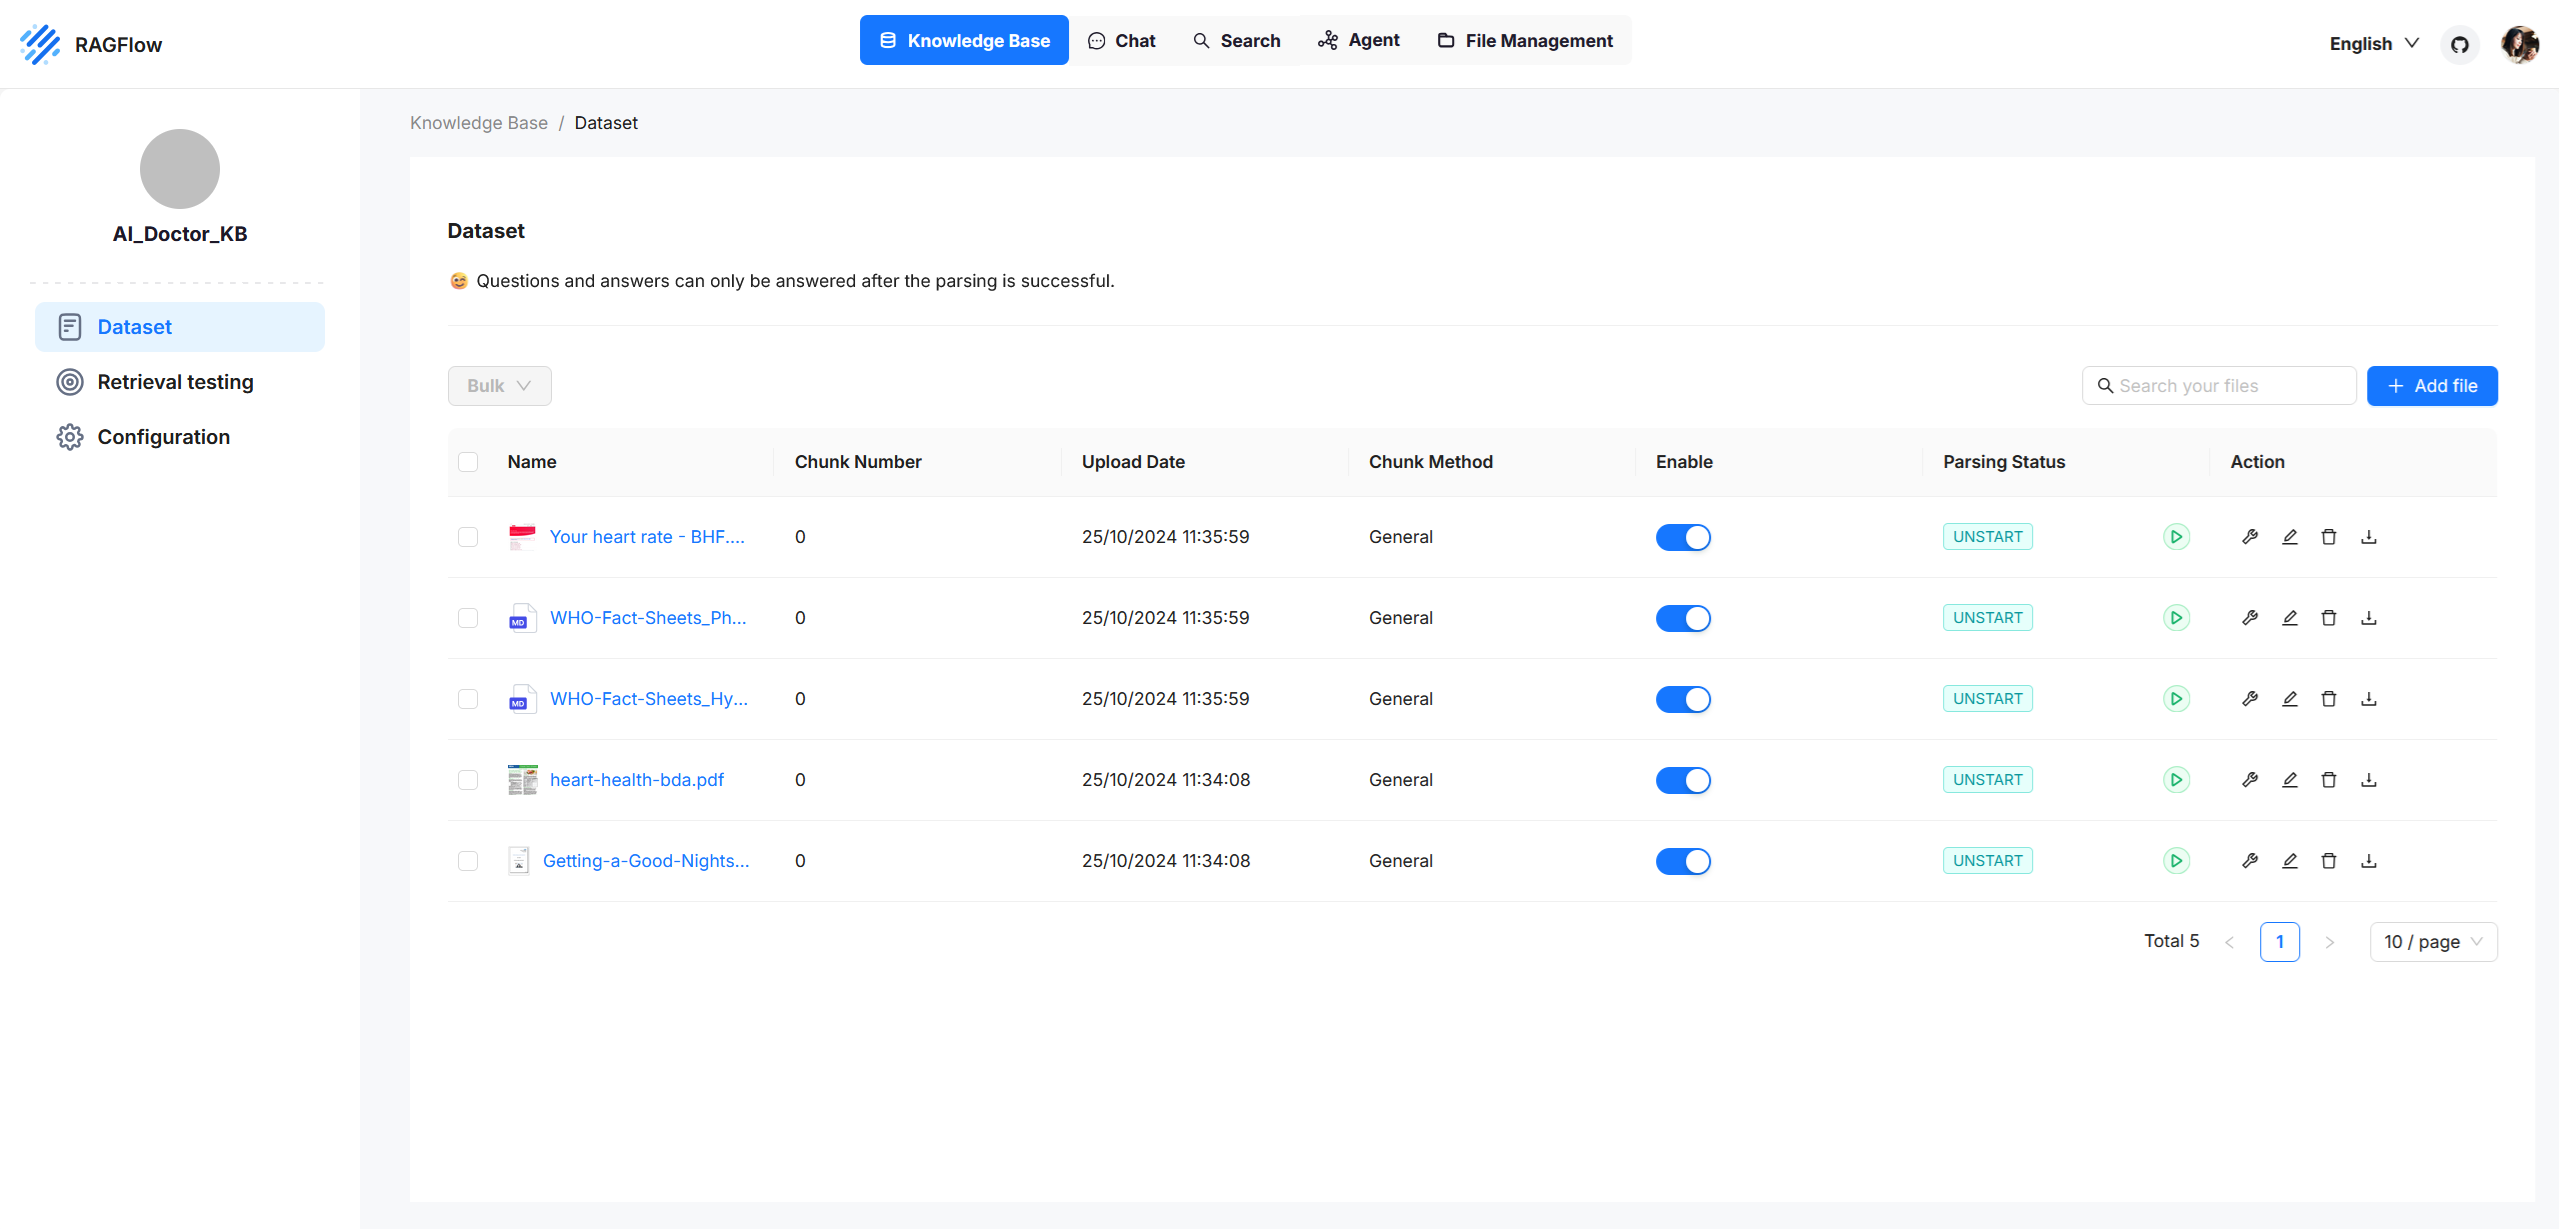 RAGFlow
Knowledge Base
Chat
Search
Agent
File Management
English
AI_Doctor_KB
Dataset
Retrieval testing
Configuration
Knowledge Base / Dataset
Dataset
😉 Questions and answers can only be answered after the parsing is successful.
Bulk
Search your files
+ Add file
Name Chunk Number Upload Date Chunk Method Enable Parsing Status Action
Your heart rate - BHF.... 0 25/10/2024 11:35:59 General UNSTART
MD WHO-Fact-Sheets_Ph... 0 25/10/2024 11:35:59 General UNSTART
MD WHO-Fact-Sheets_Hy... 0 25/10/2024 11:35:59 General UNSTART
heart-health-bda.pdf 0 25/10/2024 11:34:08 General UNSTART
Getting-a-Good-Nights... 0 25/10/2024 11:34:08 General UNSTART
Total 5 < 1 > 10 / page